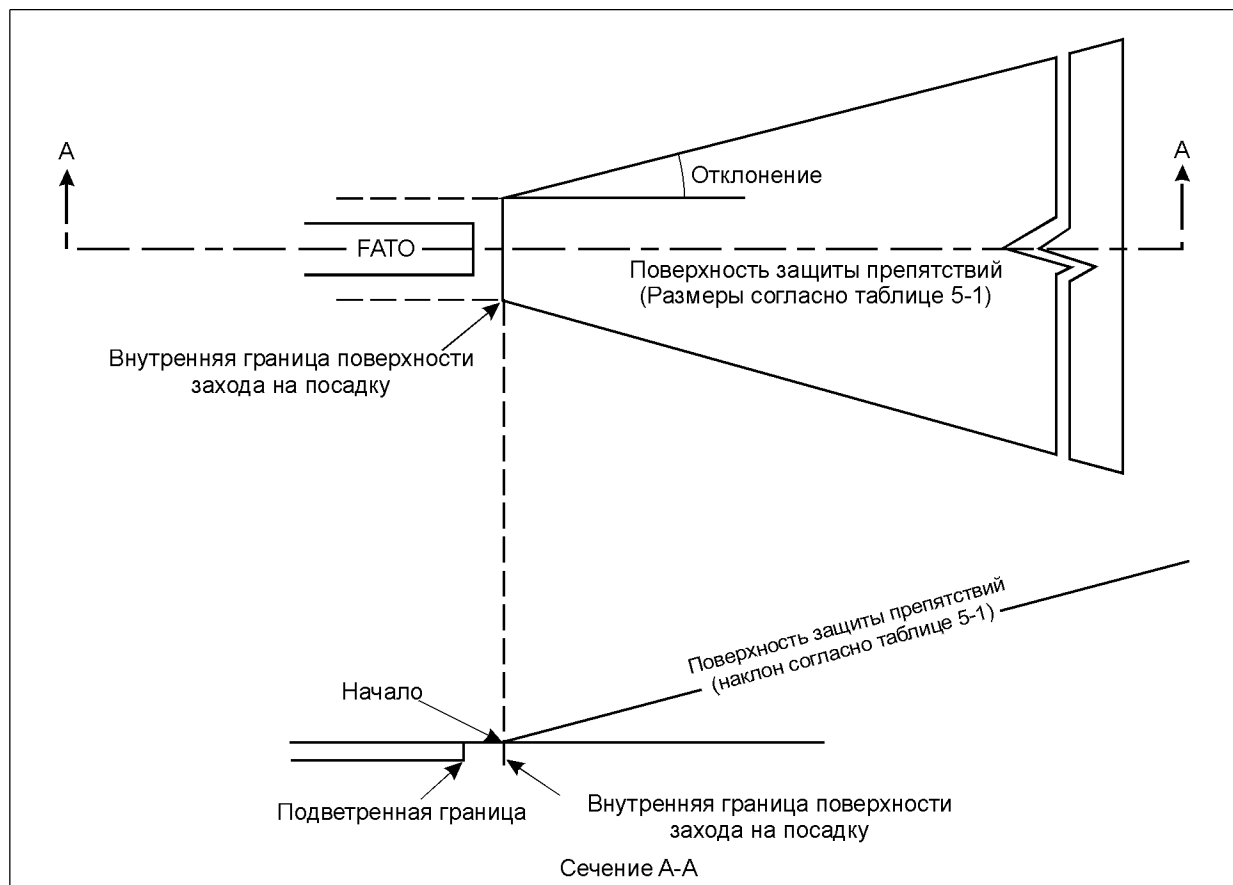 А
А
Отклонение
FATO
Поверхность защиты препятствий
(Размеры согласно таблице 5-1)
Внутренняя граница поверхности
захода на посадку
Поверхность защиты препятствий
(наклон согласно таблице 5-1)
Начало
Подветренная граница
Внутренняя граница поверхности
захода на посадку
Сечение А-А